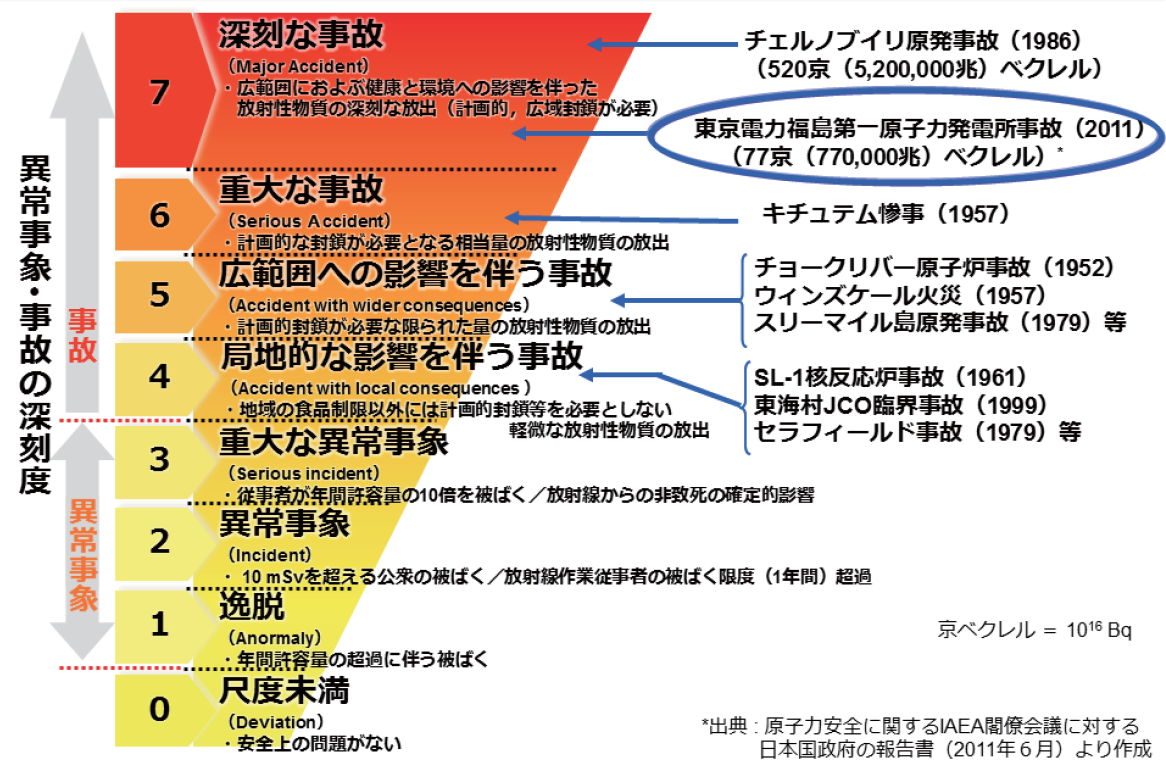 異常事象・事故の深刻度
事故
異常事象
7
深刻な事故
（Major Accident）
・広範囲におよぶ健康と環境への影響を伴った
放射性物質の深刻な放出（計画的，広域封鎖が必要）
チェルノブイリ原発事故（1986）
（520京（5,200,000兆）ベクレル）
東京電力福島第一原子力発電所事故（2011）
（77京（770,000兆）ベクレル）*
6
重大な事故
（Serious Accident）
・計画的な封鎖が必要となる相当量の放射性物質の放出
キチュテム惨事（1957）
5
広範囲への影響を伴う事故
（Accident with wider consequences）
・計画的封鎖が必要な限られた量の放射性物質の放出
チョークリバー原子炉事故（1952）
ウィンズケール火災（1957）
スリーマイル島原発事故（1979）等
4
局地的な影響を伴う事故
（Accident with local consequences ）
・地域の食品制限以外には計画的封鎖等を必要としない
軽微な放射性物質の放出
SL-1核反応炉事故（1961）
東海村JCO臨界事故（1999）
セラフィールド事故（1979）等
3
重大な異常事象
（Serious incident）
・従事者が年間許容量の10倍を被ばく／放射線からの非致死の確定的影響
2
異常事象
（Incident）
・ 10 mSvを超える公衆の被ばく／放射線作業従事者の被ばく限度（1年間）超過
1
逸脱
（Anormaly）
・年間許容量の超過に伴う被ばく
京ベクレル ＝ 10¹⁶ Bq
0
尺度未満
（Deviation）
・安全上の問題がない
*出典：原子力安全に関するIAEA閣僚会議に対する
日本国政府の報告書（2011年６月）より作成